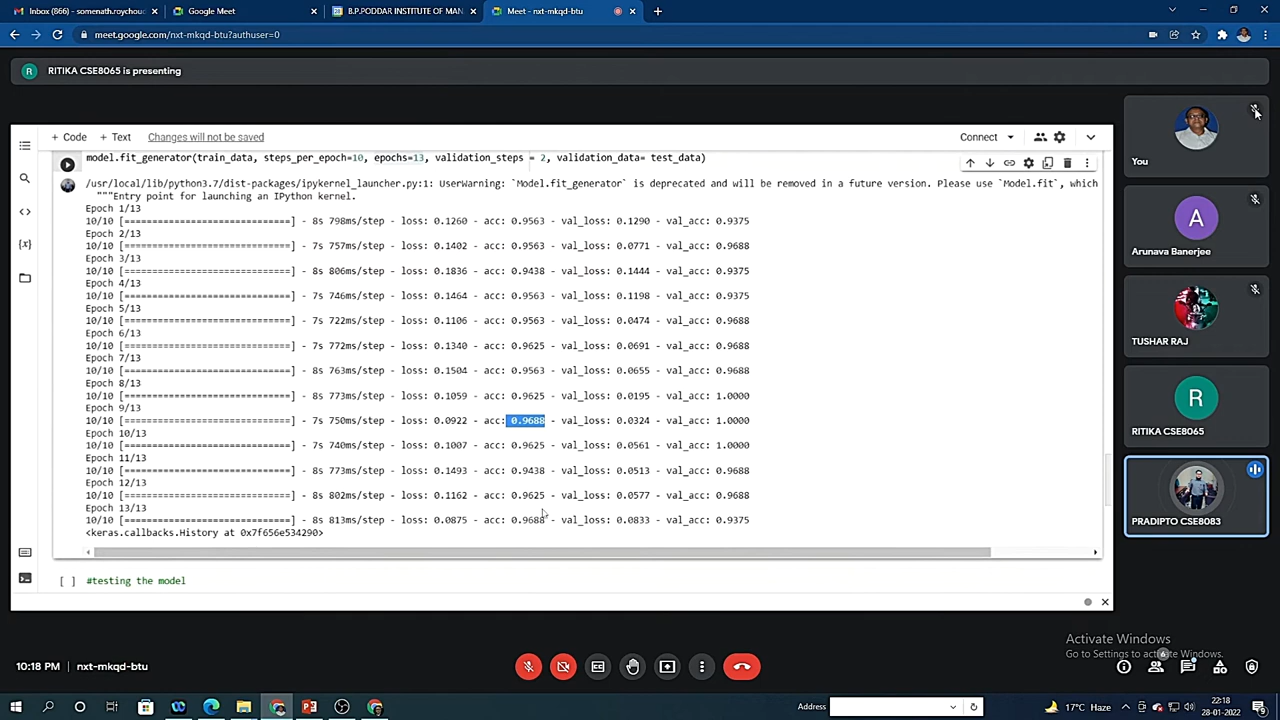 Inbox (866) - somenath.roychou
Google Meet
B.P.PODDAR INSTITUTE OF MAN
Meet - nxt-mkqd-btu
meet.google.com/nxt-mkqd-btu?authuser=0
R
RITIKA CSE8065 is presenting
+ Code
+ Text
Changes will not be saved
Connect
model.fit_generator(train_data, steps_per_epoch=10, epochs=13, validation_steps = 2, validation_data= test_data)
/usr/local/lib/python3.7/dist-packages/ipykernel_launcher.py:1: UserWarning: `Model.fit_generator` is deprecated and will be removed in a future version. Please use `Model.fit`, which
"""Entry point for launching an IPython kernel.
Epoch 1/13
10/10 [==============================] - 8s 798ms/step - loss: 0.1260 - acc: 0.9563 - val_loss: 0.1290 - val_acc: 0.9375
Epoch 2/13
10/10 [==============================] - 7s 757ms/step - loss: 0.1402 - acc: 0.9563 - val_loss: 0.0771 - val_acc: 0.9688
Epoch 3/13
10/10 [==============================] - 8s 806ms/step - loss: 0.1836 - acc: 0.9438 - val_loss: 0.1444 - val_acc: 0.9375
Epoch 4/13
10/10 [==============================] - 7s 746ms/step - loss: 0.1464 - acc: 0.9563 - val_loss: 0.1198 - val_acc: 0.9375
Epoch 5/13
10/10 [==============================] - 7s 722ms/step - loss: 0.1106 - acc: 0.9563 - val_loss: 0.0474 - val_acc: 0.9688
Epoch 6/13
10/10 [==============================] - 7s 772ms/step - loss: 0.1340 - acc: 0.9625 - val_loss: 0.0691 - val_acc: 0.9688
Epoch 7/13
10/10 [==============================] - 8s 763ms/step - loss: 0.1504 - acc: 0.9563 - val_loss: 0.0655 - val_acc: 0.9688
Epoch 8/13
10/10 [==============================] - 8s 773ms/step - loss: 0.1059 - acc: 0.9625 - val_loss: 0.0195 - val_acc: 1.0000
Epoch 9/13
10/10 [==============================] - 7s 750ms/step - loss: 0.0922 - acc: 0.9688 - val_loss: 0.0324 - val_acc: 1.0000
Epoch 10/13
10/10 [==============================] - 7s 740ms/step - loss: 0.1007 - acc: 0.9625 - val_loss: 0.0561 - val_acc: 1.0000
Epoch 11/13
10/10 [==============================] - 8s 773ms/step - loss: 0.1493 - acc: 0.9438 - val_loss: 0.0513 - val_acc: 0.9688
Epoch 12/13
10/10 [==============================] - 8s 802ms/step - loss: 0.1162 - acc: 0.9625 - val_loss: 0.0577 - val_acc: 0.9688
Epoch 13/13
10/10 [==============================] - 8s 813ms/step - loss: 0.0875 - acc: 0.9688 - val_loss: 0.0833 - val_acc: 0.9375
<keras.callbacks.History at 0x7f656e534290>
[ ] #testing the model
You
A
Arunava Banerjee
TUSHAR RAJ
R
RITIKA CSE8065
PRADIPTO CSE8083
Activate Windows
Go to Settings to activate Windows.
10:18 PM | nxt-mkqd-btu
6
Address
17°C Haze
22:18
28-01-2022